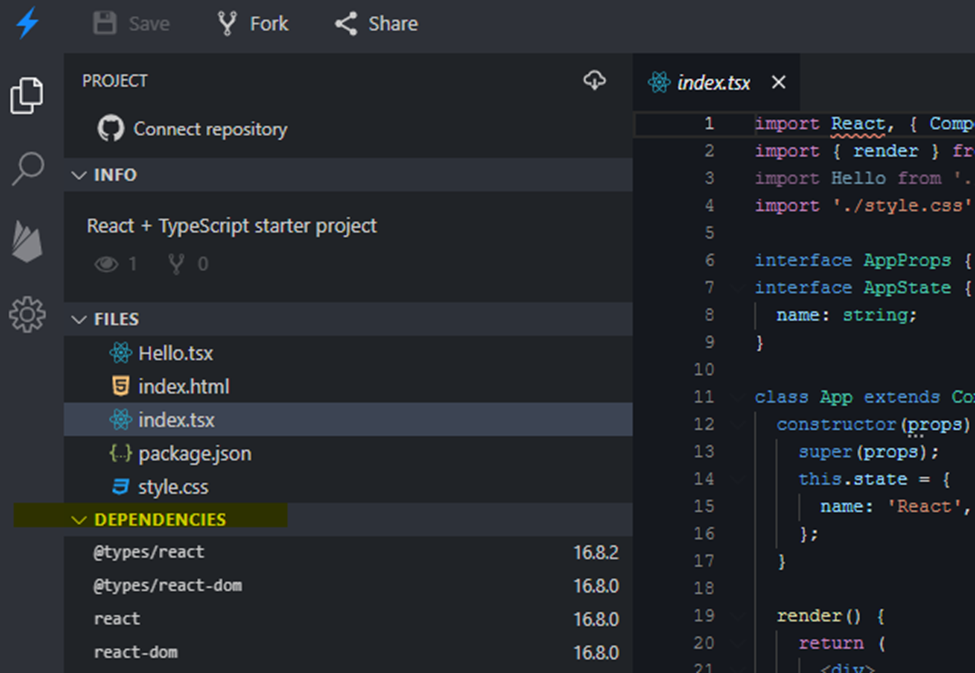 Save Fork Share
PROJECT
Connect repository
INFO
React + TypeScript starter project
1 0
FILES
Hello.tsx
index.html
index.tsx
package.json
style.css
DEPENDENCIES
@types/react 16.8.2
@types/react-dom 16.8.0
react 16.8.0
react-dom 16.8.0
index.tsx
1 import React, { Comp
2 import { render } fr
3 import Hello from '.
4 import './style.css'
5
6 interface AppProps {
7 interface AppState {
8 name: string;
9 }
10
11 class App extends Co
12 constructor(props)
13 super(props);
14 this.state = {
15 name: 'React',
16 };
17 }
18
19 render() {
20 return (
21 <div>